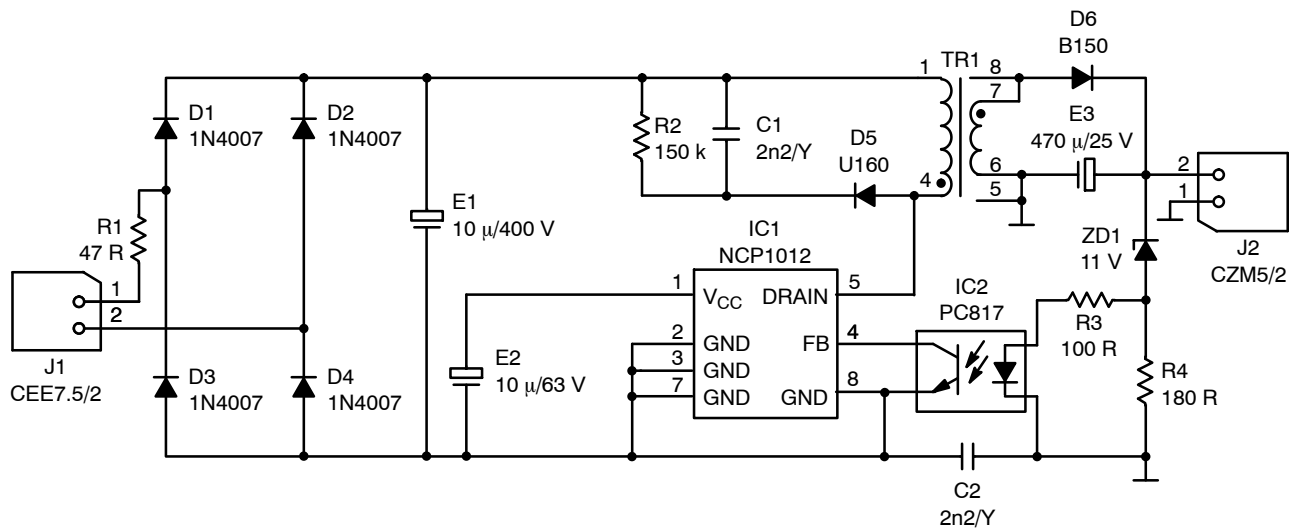 D6
B150
TR1
1
8
7
D1
1N4007
D2
1N4007
R2
150 k
C1
2n2/Y
D5
U160
E3
470 μ/25 V
4
6
5
2
1
J2
CZM5/2
R1
47 R
E1
10 μ/400 V
IC1
NCP1012
ZD1
11 V
1
2
J1
CEE7.5/2
1
VCC
DRAIN
5
IC2
PC817
R3
100 R
2
GND
FB
4
3
GND
7
GND
GND
8
E2
10 μ/63 V
D3
1N4007
D4
1N4007
R4
180 R
C2
2n2/Y